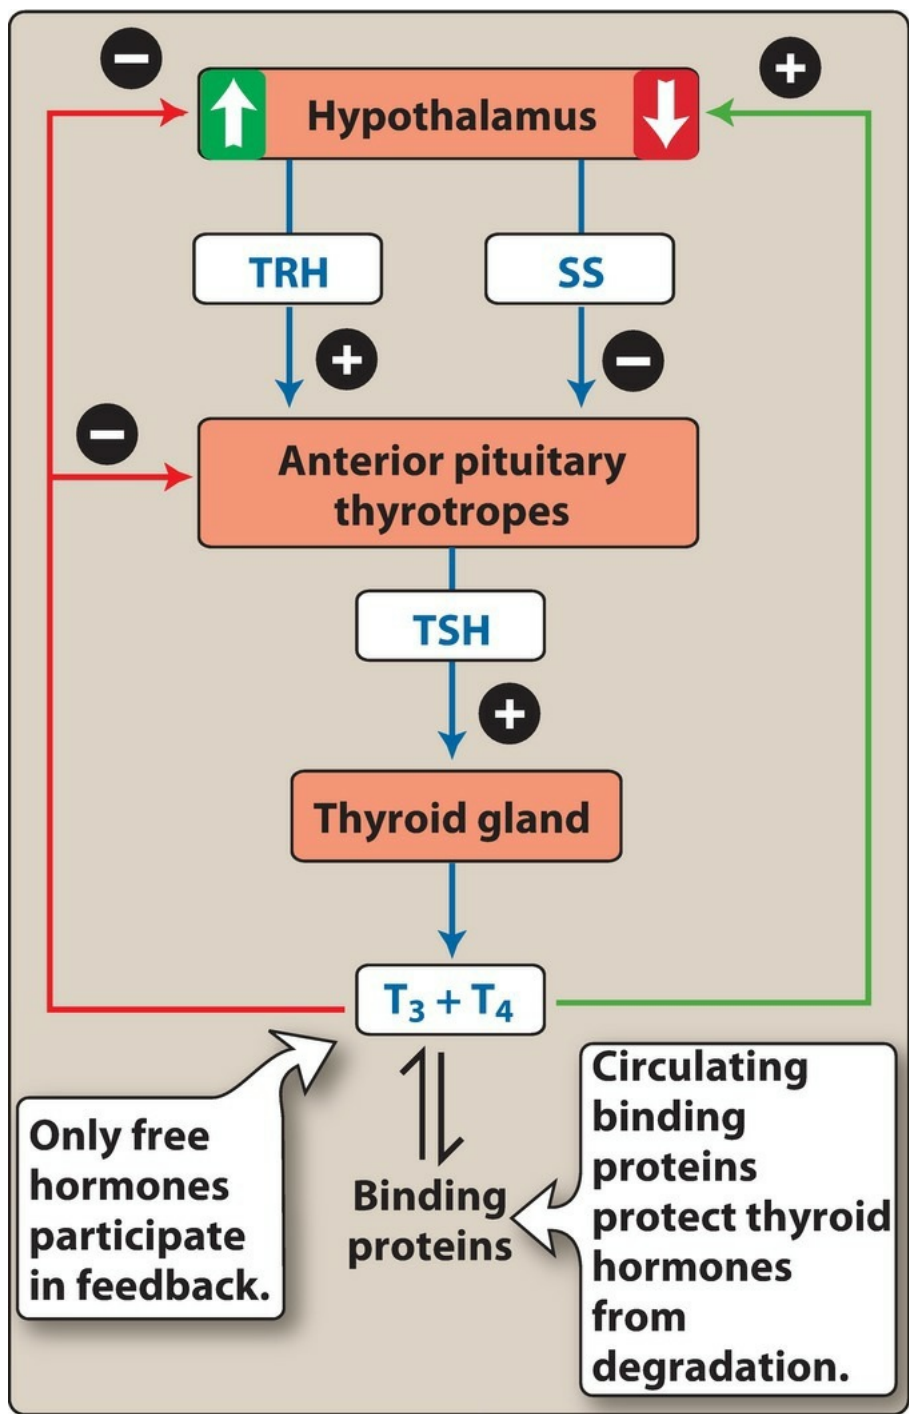 −
+
Hypothalamus
TRH
SS
+
−
−
Anterior pituitary
thyrotropes
TSH
+
Thyroid gland
T₃ + T₄
Only free
hormones
participate
in feedback.
Binding
proteins
Circulating
binding
proteins
protect thyroid
hormones
from
degradation.